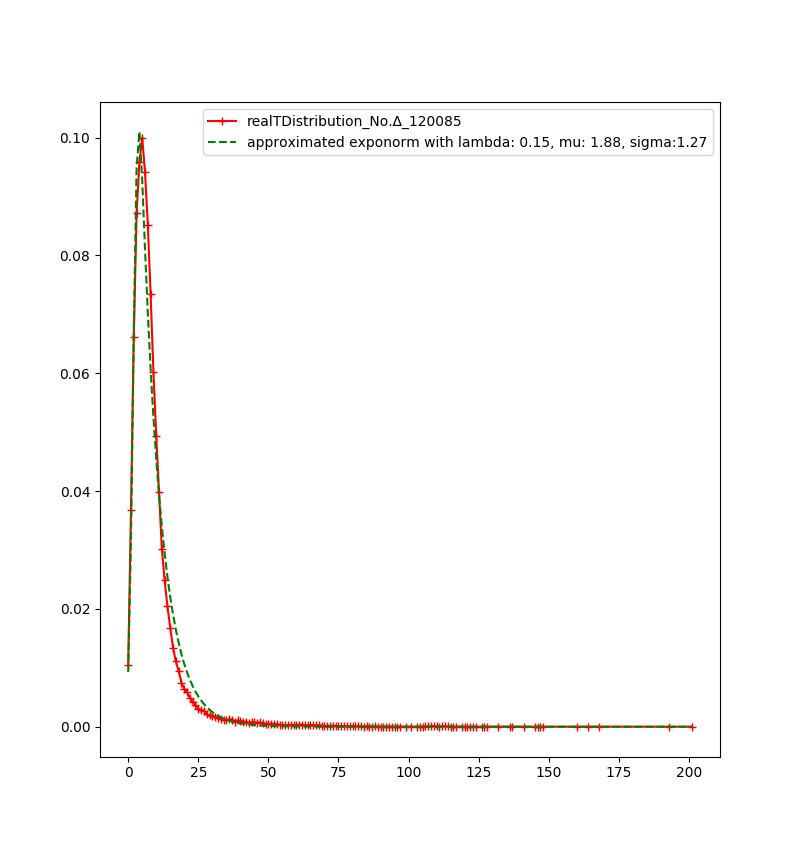 realTDistribution_No.Δ_120085
approximated exponorm with lambda: 0.15, mu: 1.88, sigma:1.27
0.10
0.08
0.06
0.04
0.02
0.00
0 25 50 75 100 125 150 175 200